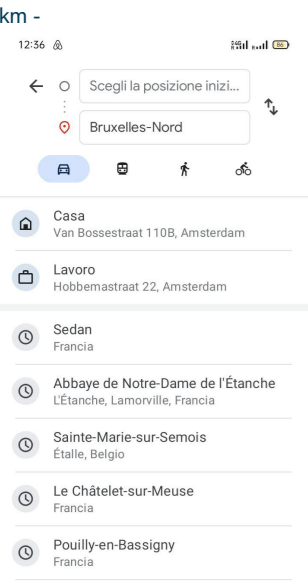 km -
12:36
86
Scegli la posizione inizi...
Bruxelles-Nord
Casa
Van Bossestraat 110B, Amsterdam
Lavoro
Hobbemastraat 22, Amsterdam
Sedan
Francia
Abbaye de Notre-Dame de l'Étanche
L'Étanche, Lamorville, Francia
Sainte-Marie-sur-Semois
Étalle, Belgio
Le Châtelet-sur-Meuse
Francia
Pouilly-en-Bassigny
Francia